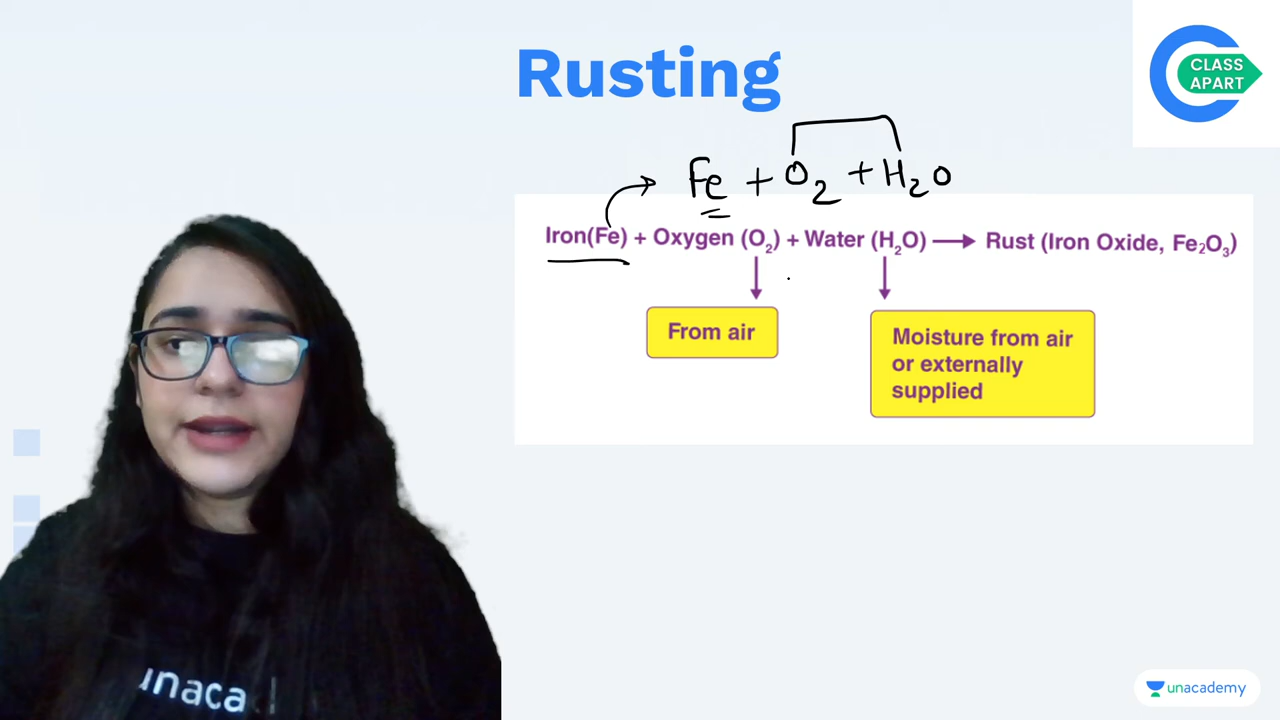 Rusting
CLASS
APART
Fe + O₂ + H₂O
Iron(Fe) + Oxygen (O₂) + Water (H₂O) → Rust (Iron Oxide, Fe₂O₃)
From air
Moisture from air
or externally
supplied
unaca
unacademy